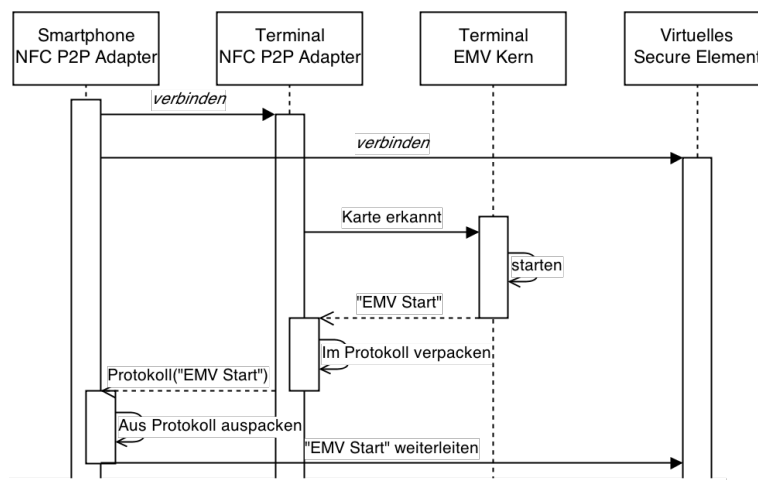 Smartphone
NFC P2P Adapter
Terminal
NFC P2P Adapter
Terminal
EMV Kern
Virtuelles
Secure Element
verbinden
verbinden
Karte erkannt
starten
"EMV Start"
Im Protokoll verpacken
Protokoll("EMV Start")
Aus Protokoll auspacken
"EMV Start" weiterleiten